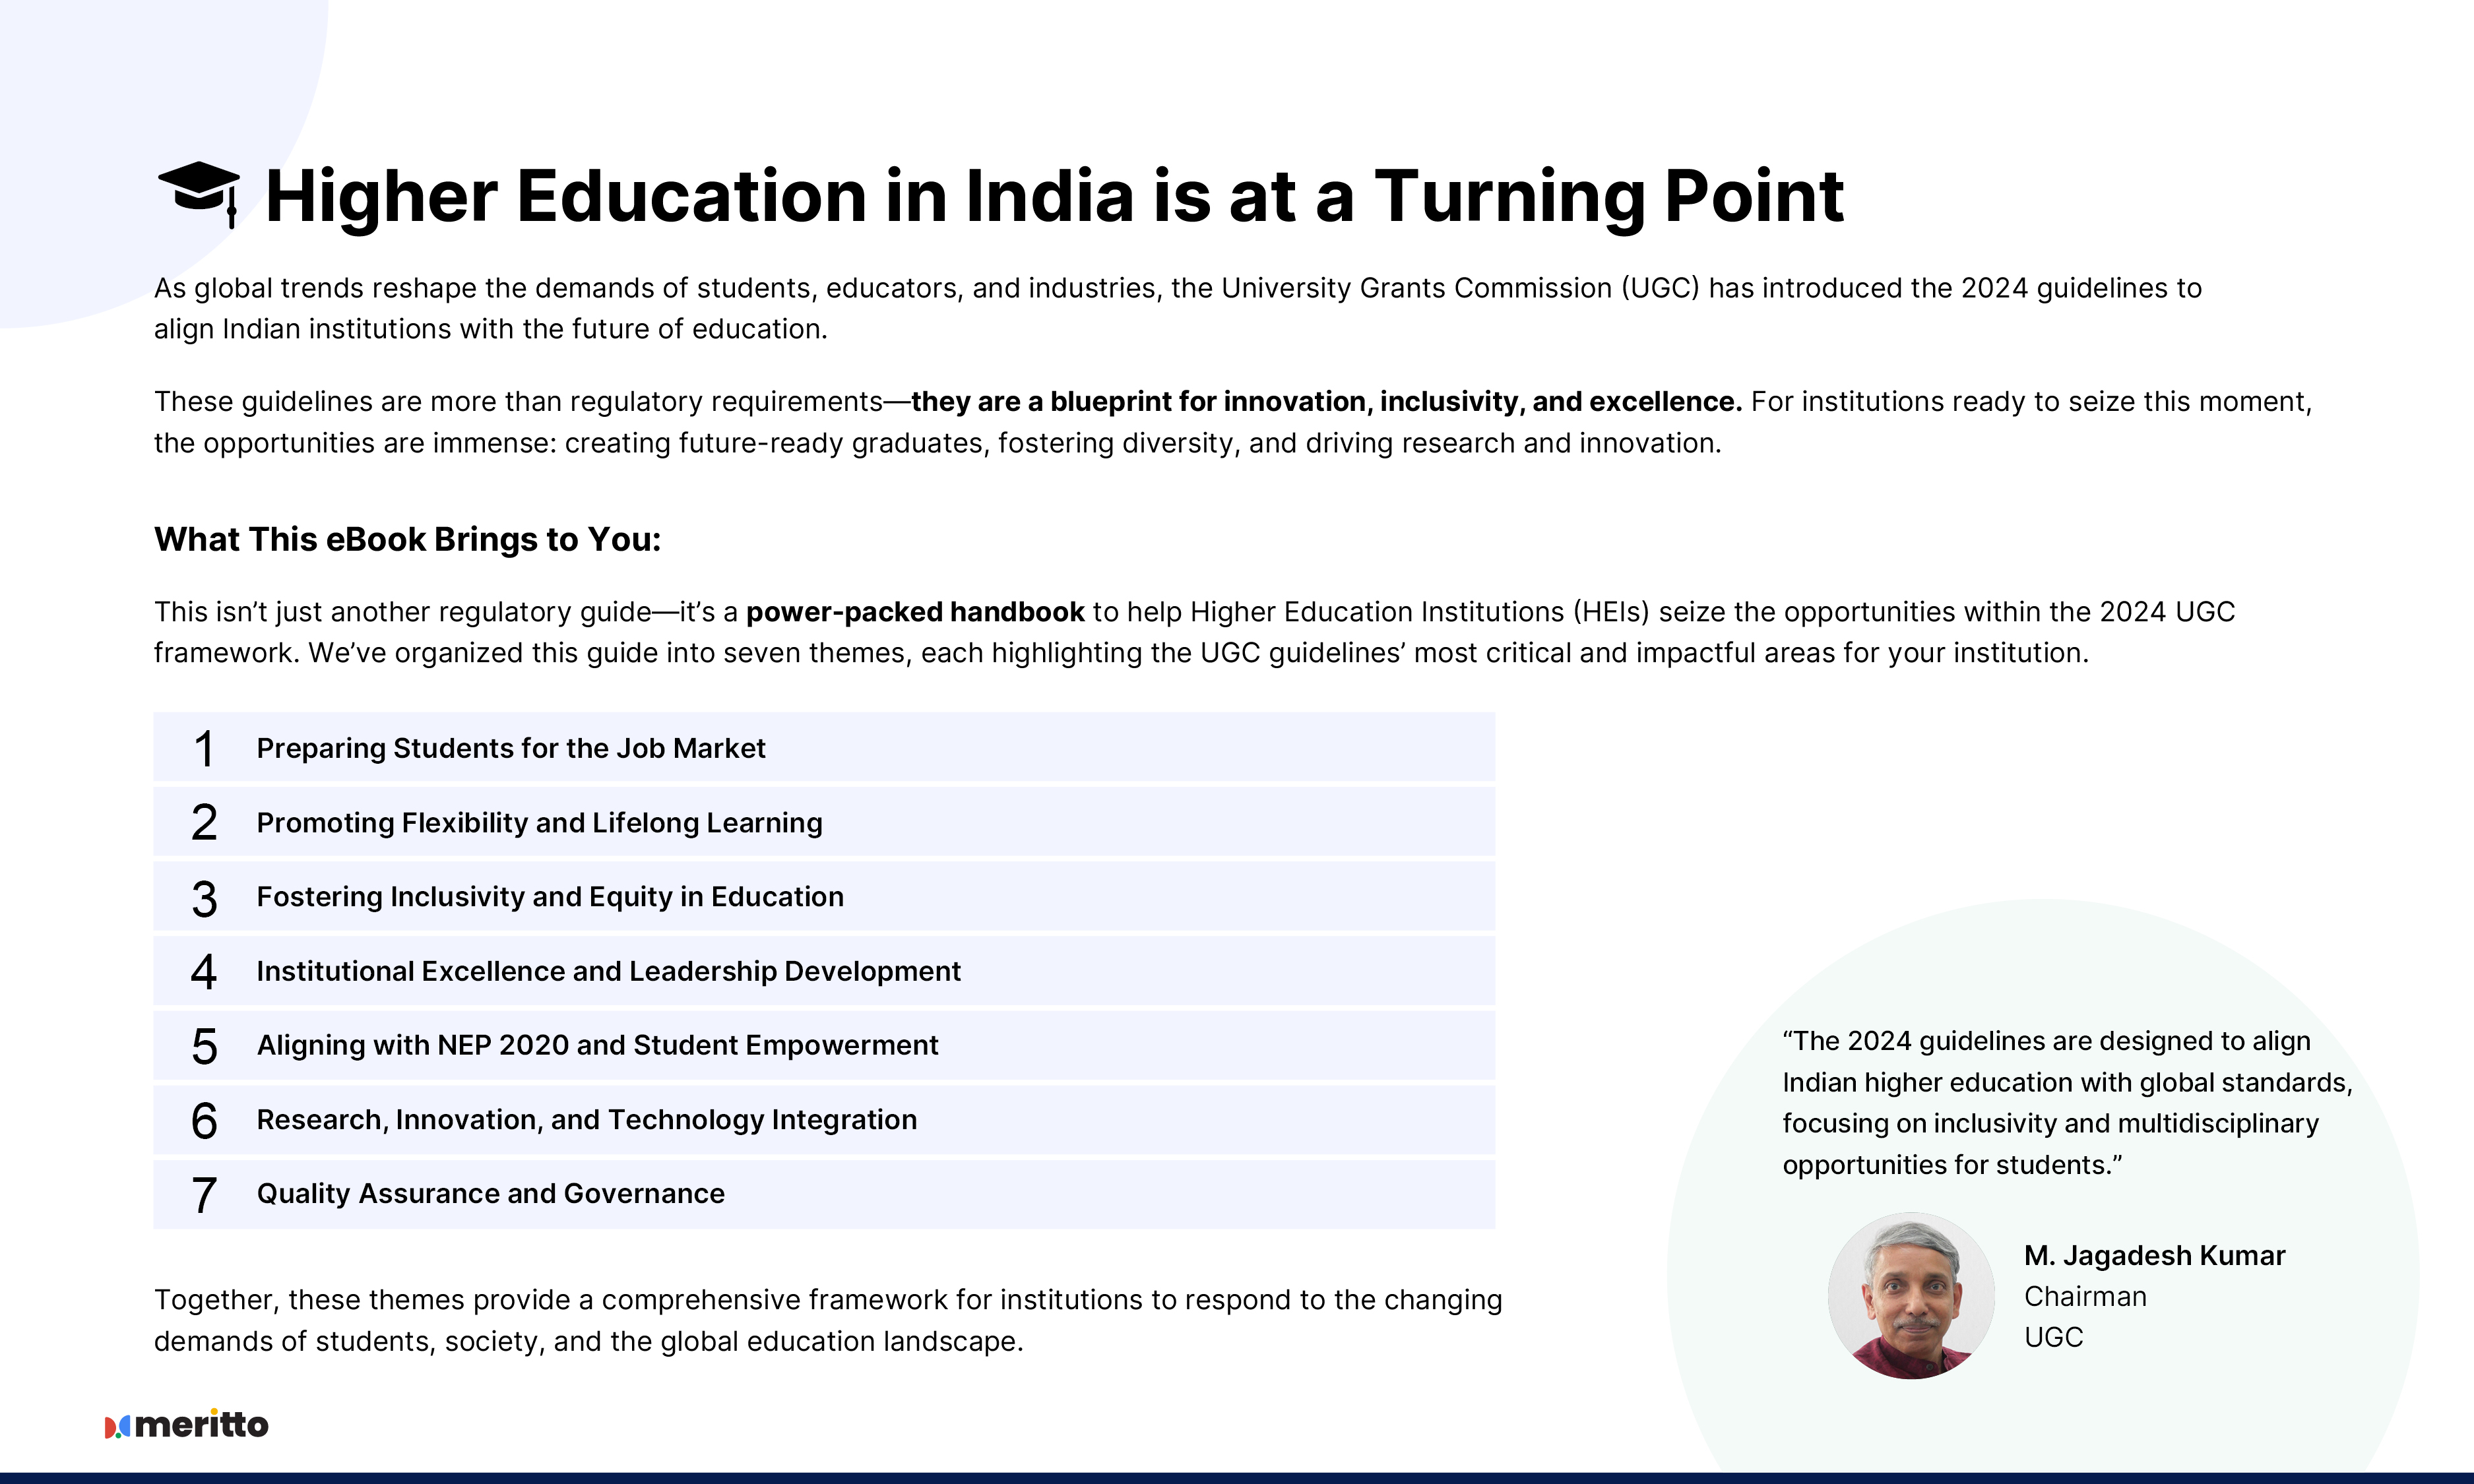 Higher Education in India is at a Turning Point
As global trends reshape the demands of students, educators, and industries, the University Grants Commission (UGC) has introduced the 2024 guidelines to
align Indian institutions with the future of education.
These guidelines are more than regulatory requirements—they are a blueprint for innovation, inclusivity, and excellence. For institutions ready to seize this moment,
the opportunities are immense: creating future-ready graduates, fostering diversity, and driving research and innovation.
What This eBook Brings to You:
This isn’t just another regulatory guide—it’s a power-packed handbook to help Higher Education Institutions (HEIs) seize the opportunities within the 2024 UGC
framework. We’ve organized this guide into seven themes, each highlighting the UGC guidelines’ most critical and impactful areas for your institution.
1 Preparing Students for the Job Market
2 Promoting Flexibility and Lifelong Learning
3 Fostering Inclusivity and Equity in Education
4 Institutional Excellence and Leadership Development
5 Aligning with NEP 2020 and Student Empowerment
6 Research, Innovation, and Technology Integration
7 Quality Assurance and Governance
Together, these themes provide a comprehensive framework for institutions to respond to the changing
demands of students, society, and the global education landscape.
“The 2024 guidelines are designed to align
Indian higher education with global standards,
focusing on inclusivity and multidisciplinary
opportunities for students.”
M. Jagadesh Kumar
Chairman
UGC
meritto